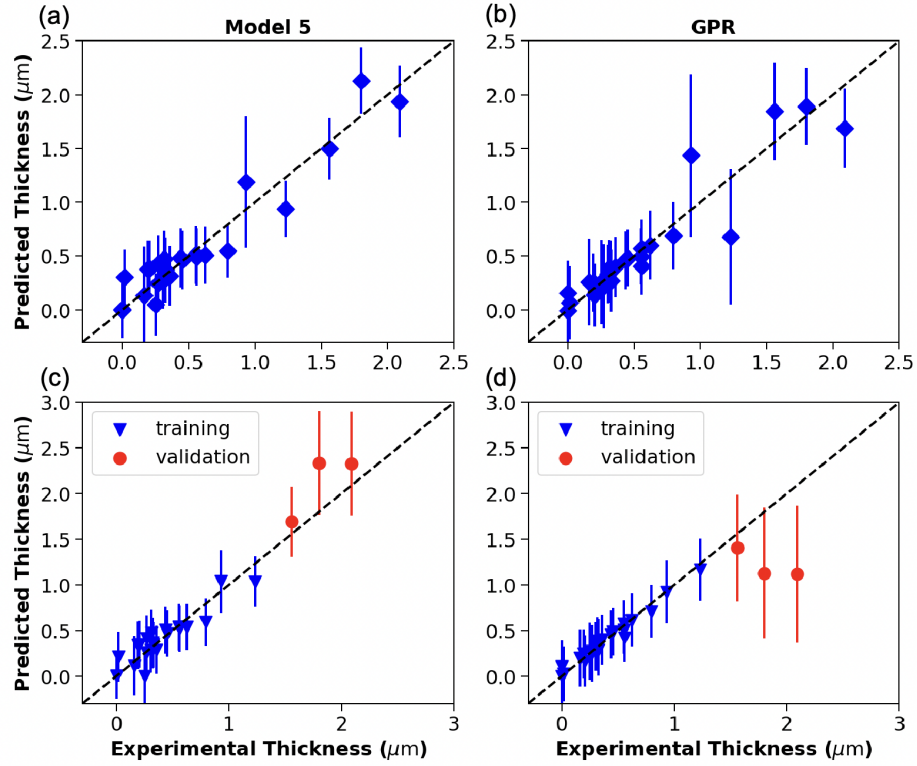 (a)
Model 5
(b)
GPR
Predicted Thickness (μm)
2.5
2.0
1.5
1.0
0.5
0.0
0.0 0.5 1.0 1.5 2.0 2.5
2.5
2.0
1.5
1.0
0.5
0.0
0.0 0.5 1.0 1.5 2.0 2.5
(c)
(d)
Predicted Thickness (μm)
3.0
2.5
2.0
1.5
1.0
0.5
0.0
training
validation
0 1 2 3
Experimental Thickness (μm)
3.0
2.5
2.0
1.5
1.0
0.5
0.0
training
validation
0 1 2 3
Experimental Thickness (μm)